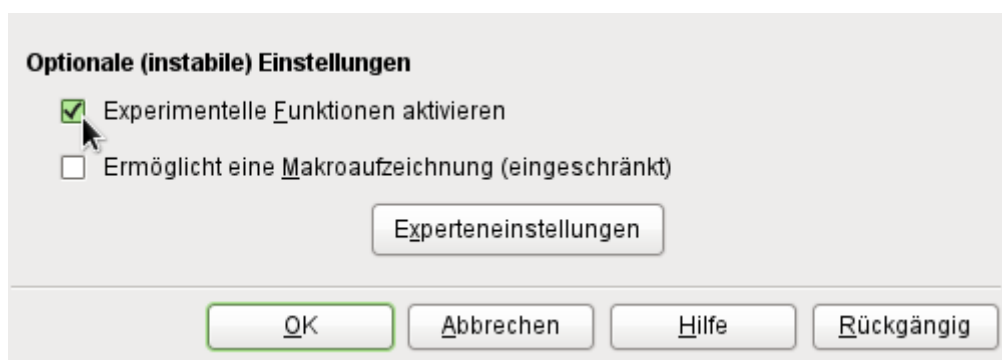 Optionale (instabile) Einstellungen
Experimentelle Funktionen aktivieren
Ermöglicht eine Makroaufzeichnung (eingeschränkt)
Experteneinstellungen
OK Abbrechen Hilfe Rückgängig